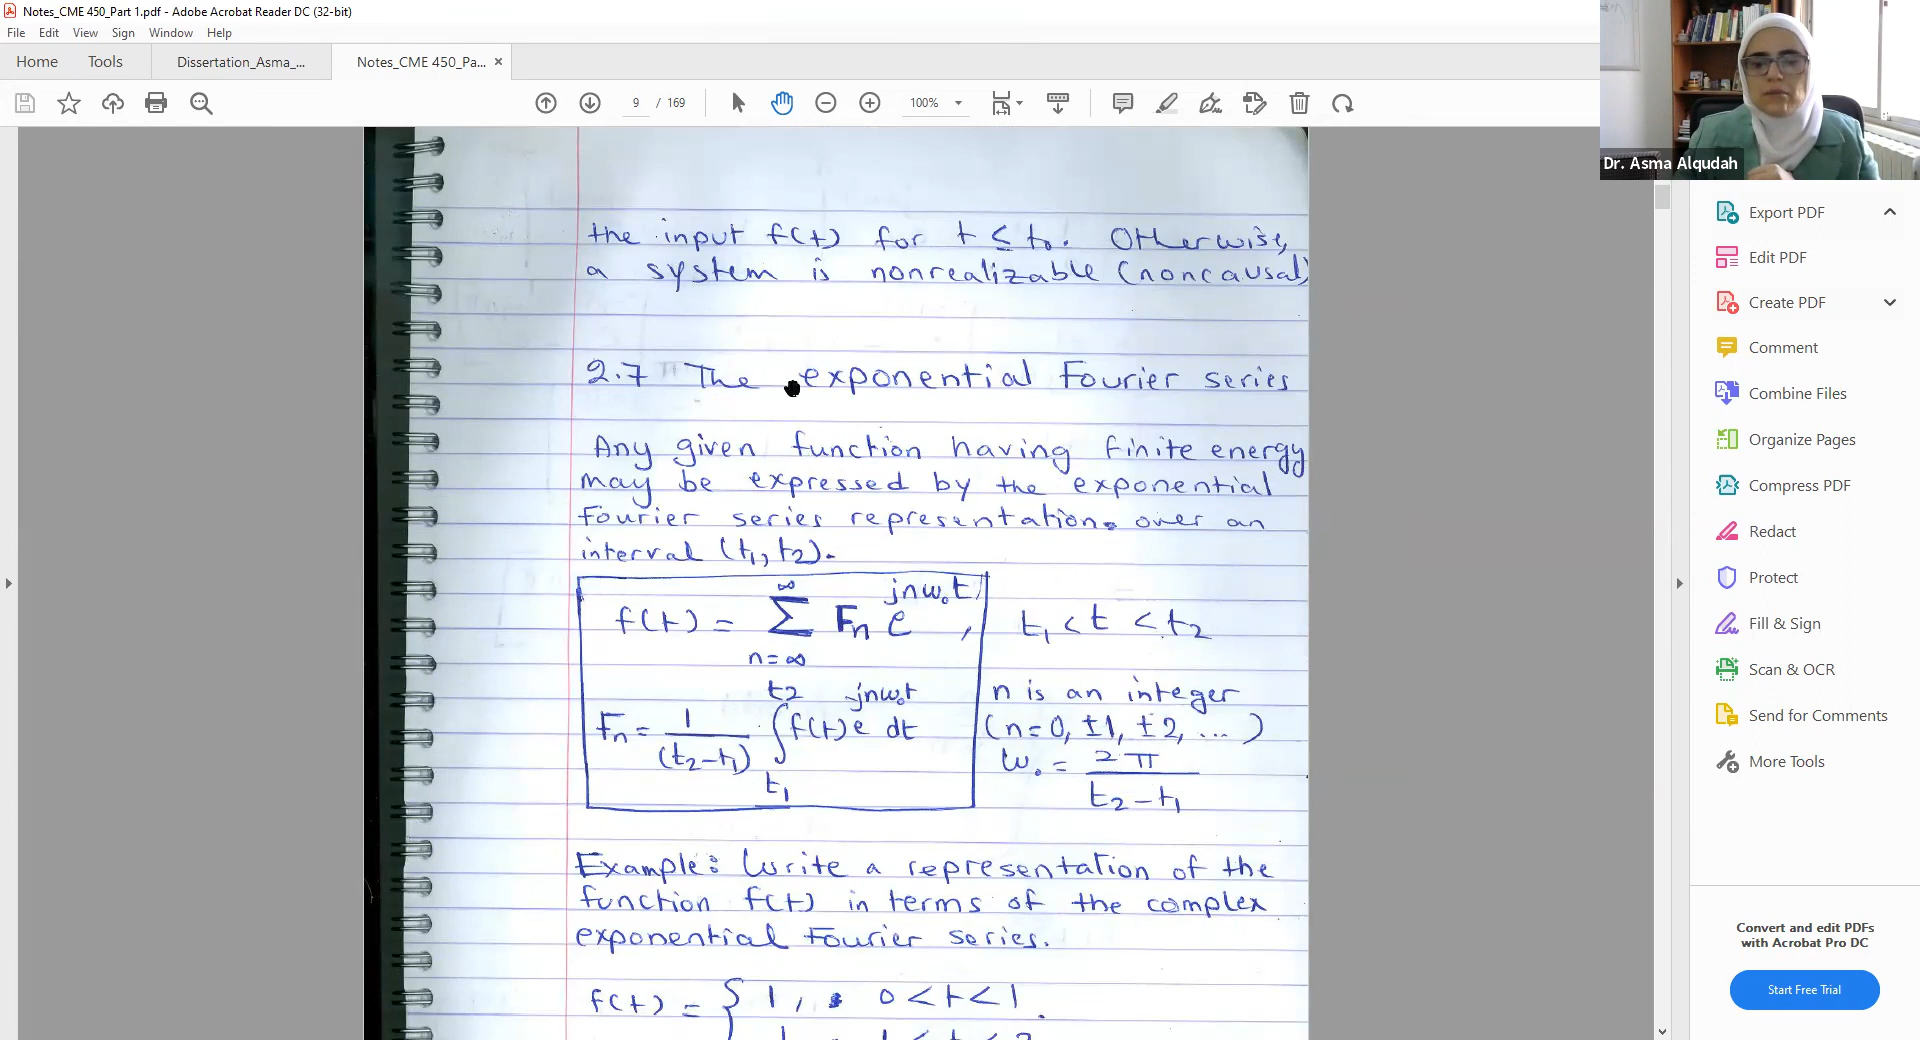 Notes_CME 450_Part 1.pdf - Adobe Acrobat Reader DC (32-bit)
File Edit View Sign Window Help
Home Tools Dissertation_Asma_... Notes_CME 450_Pa... ×
9 / 169 100%
Dr. Asma Alqudah
the input f(t) for t ≤ t₀. Otherwise,
a system is nonrealizable (noncausal)
2.7 The exponential Fourier series
Any given function having finite energy
may be expressed by the exponential
Fourier series representation. over an
interval (t₁, t₂).
f(t) = ∑ Fn e^{jnω₀t}, t₁ < t < t₂
n=∞ ∞
Fn = 1/(t₂-t₁) ∫_{t₁}^{t₂} f(t) e^{-jnω₀t} dt
n is an integer
(n=0, ±1, ±2, ...)
ω₀ = 2π/(t₂-t₁)
Example: Write a representation of the
function f(t) in terms of the complex
exponential Fourier series.
f(t) = { 1, 0 < t < 1
Export PDF
Edit PDF
Create PDF
Comment
Combine Files
Organize Pages
Compress PDF
Redact
Protect
Fill & Sign
Scan & OCR
Send for Comments
More Tools
Convert and edit PDFs
with Acrobat Pro DC
Start Free Trial